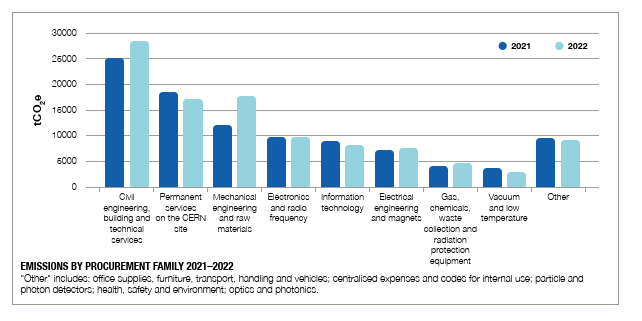 30000
25000
20000
15000
10000
5000
0
tCO2e
2021
2022
Civil
engineering,
building and
technical
services
Permanent
services
on the CERN
site
Mechanical
engineering
and raw
materials
Electronics
and radio
frequency
Information
technology
Electrical
engineering
and magnets
Gas,
chemicals,
waste
collection and
radiation
protection
equipment
Vacuum
and low
temperature
Other
EMISSIONS BY PROCUREMENT FAMILY 2021–2022
“Other” includes: office supplies, furniture, transport, handling and vehicles; centralised expenses and codes for internal use; particle and
photon detectors; health, safety and environment; optics and photonics.